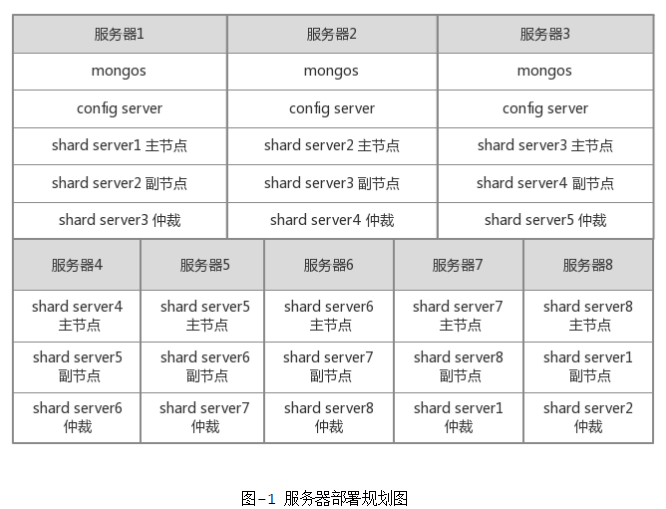 服务器1 服务器2 服务器3
mongos mongos mongos
config server config server config server
shard server1 主节点 shard server2 主节点 shard server3 主节点
shard server2 副节点 shard server3 副节点 shard server4 副节点
shard server3 仲裁 shard server4 仲裁 shard server5 仲裁
服务器4 服务器5 服务器6 服务器7 服务器8
shard server4 shard server5 shard server6 shard server7 shard server8
主节点 主节点 主节点 主节点 主节点
shard server5 shard server6 shard server7 shard server8 shard server1
副节点 副节点 副节点 副节点 副节点
shard server6 shard server7 shard server8 shard server1 shard server2
仲裁 仲裁 仲裁 仲裁 仲裁
图-1 服务器部署规划图